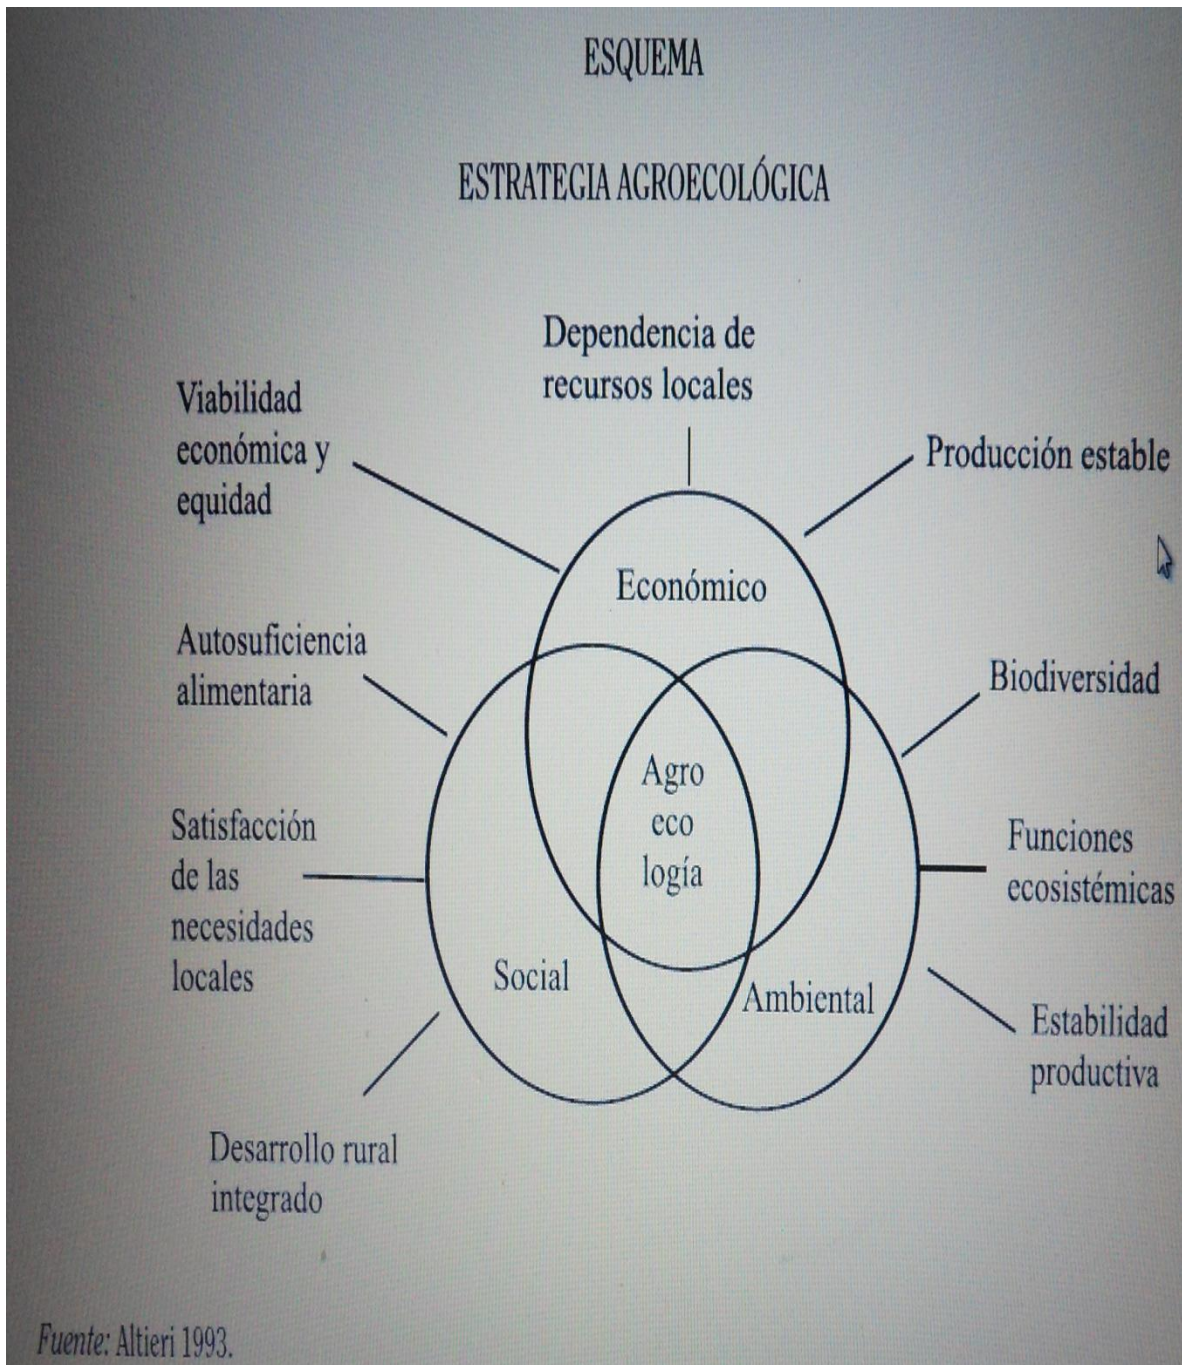 ESQUEMA
ESTRATEGIA AGROECOLÓGICA
Dependencia de
recursos locales
Viabilidad
económica y
equidad
Producción estable
Económico
Autosuficiencia
alimentaria
Biodiversidad
Agro
eco
logía
Satisfacción
de las
necesidades
locales
Funciones
ecosistémicas
Social
Ambiental
Estabilidad
productiva
Desarrollo rural
integrado
Fuente: Altieri 1993.